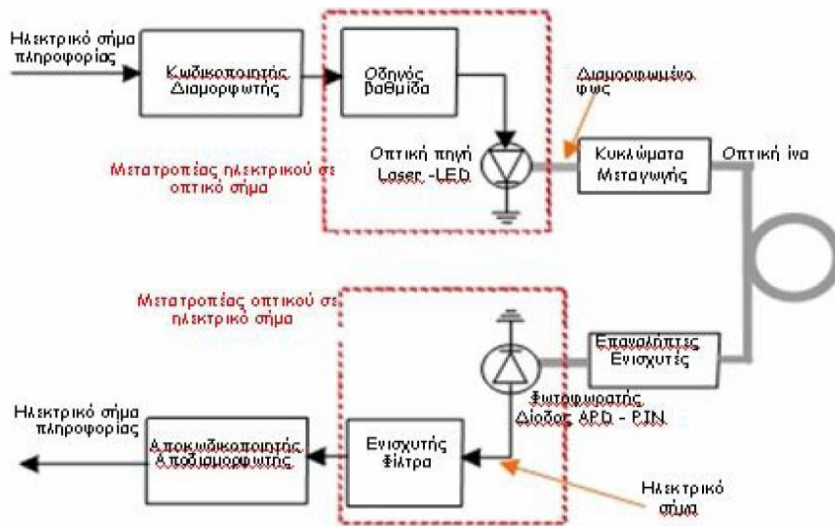 Ηλεκτρικό σήμα
πληροφορίας
Κωδικοποιητής
Διαμορφωτής
Οδηγός
βαθμίδα
Διαμορφωμένο
φως
Μετατροπέας ηλεκτρικού σε
οπτικό σήμα
Οπτική πηγή
Laser -LED
Κυκλώματα
Μεταγωγής
Οπτική ίνα
Μετατροπέας οπτικού σε
ηλεκτρικό σήμα
Επαναλήπτες
Ενισχυτές
Φωτοφωρατής
Δίοδος APD - PIN
Ηλεκτρικό σήμα
πληροφορίας
Αποκωδικοποιητής
Αποδιαμορφωτής
Ενισχυτής
Φίλτρα
Ηλεκτρικό
σήμα